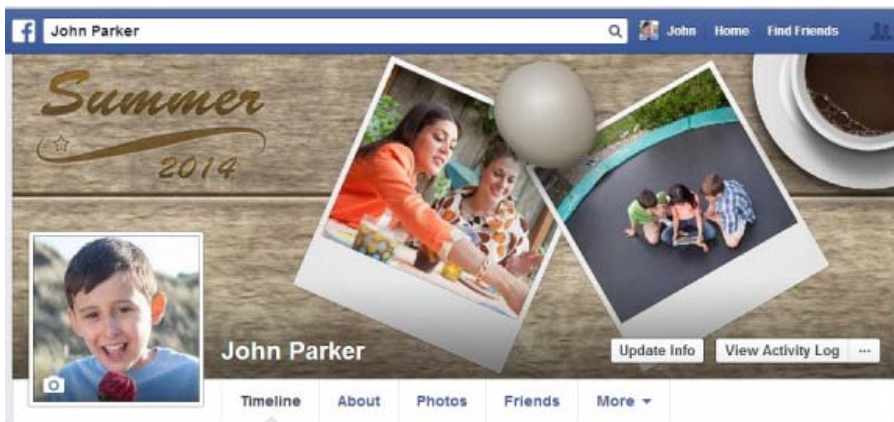 f John Parker John Home Find Friends
Summer
2014
John Parker
Update Info View Activity Log ...
Timeline About Photos Friends More